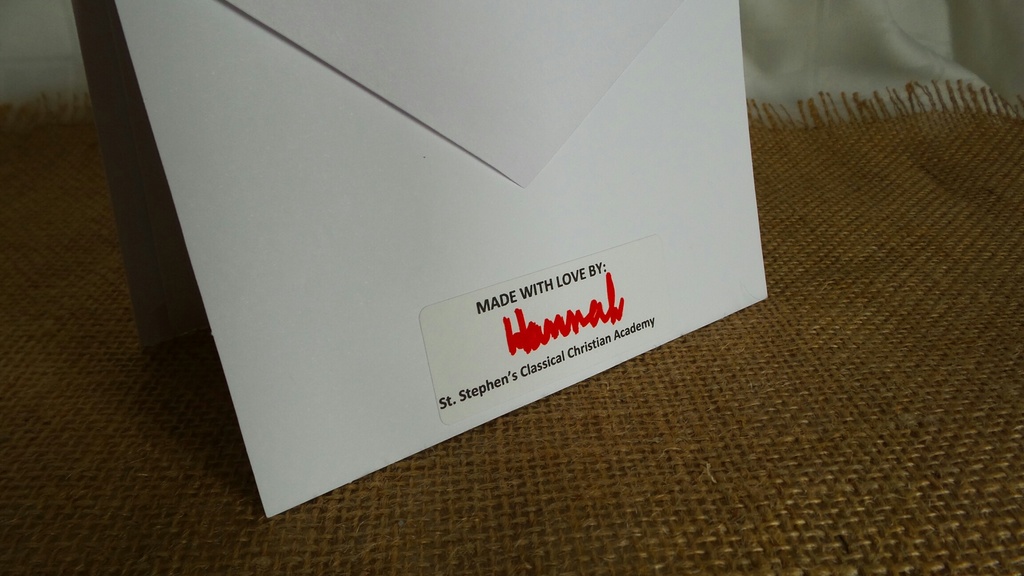 MADE WITH LOVE BY:
Hannah
St. Stephen's Classical Christian Academy